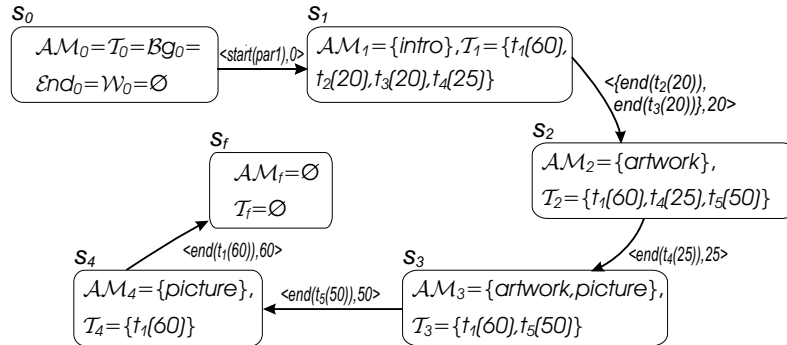 s₀
𝒜ℳ₀=𝒯₀=ℬg₀=
ℰnd₀=𝒲₀=∅
<start(par1),0>
s₁
𝒜ℳ₁={intro},𝒯₁={t₁(60),
t₂(20),t₃(20),t₄(25)}
<{end(t₂(20)),
end(t₃(20))},20>
s₂
𝒜ℳ₂={artwork},
𝒯₂={t₁(60),t₄(25),t₅(50)}
<end(t₄(25)),25>
s₃
𝒜ℳ₃={artwork,picture},
𝒯₃={t₁(60),t₅(50)}
<end(t₅(50)),50>
s₄
𝒜ℳ₄={picture},
𝒯₄={t₁(60)}
<end(t₁(60)),60>
s_f
𝒜ℳ_f=∅
𝒯_f=∅